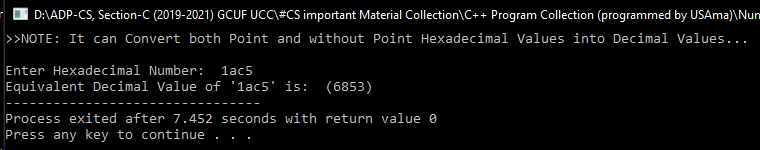 D:\ADP-CS, Section-C (2019-2021) GCUF UCC\#CS important Material Collection\C++ Program Collection (programmed by USAma)\Num
>>NOTE: It can Convert both Point and without Point Hexadecimal Values into Decimal Values...
Enter Hexadecimal Number:  1ac5
Equivalent Decimal Value of '1ac5' is:  (6853)
--------------------------------
Process exited after 7.452 seconds with return value 0
Press any key to continue . . .